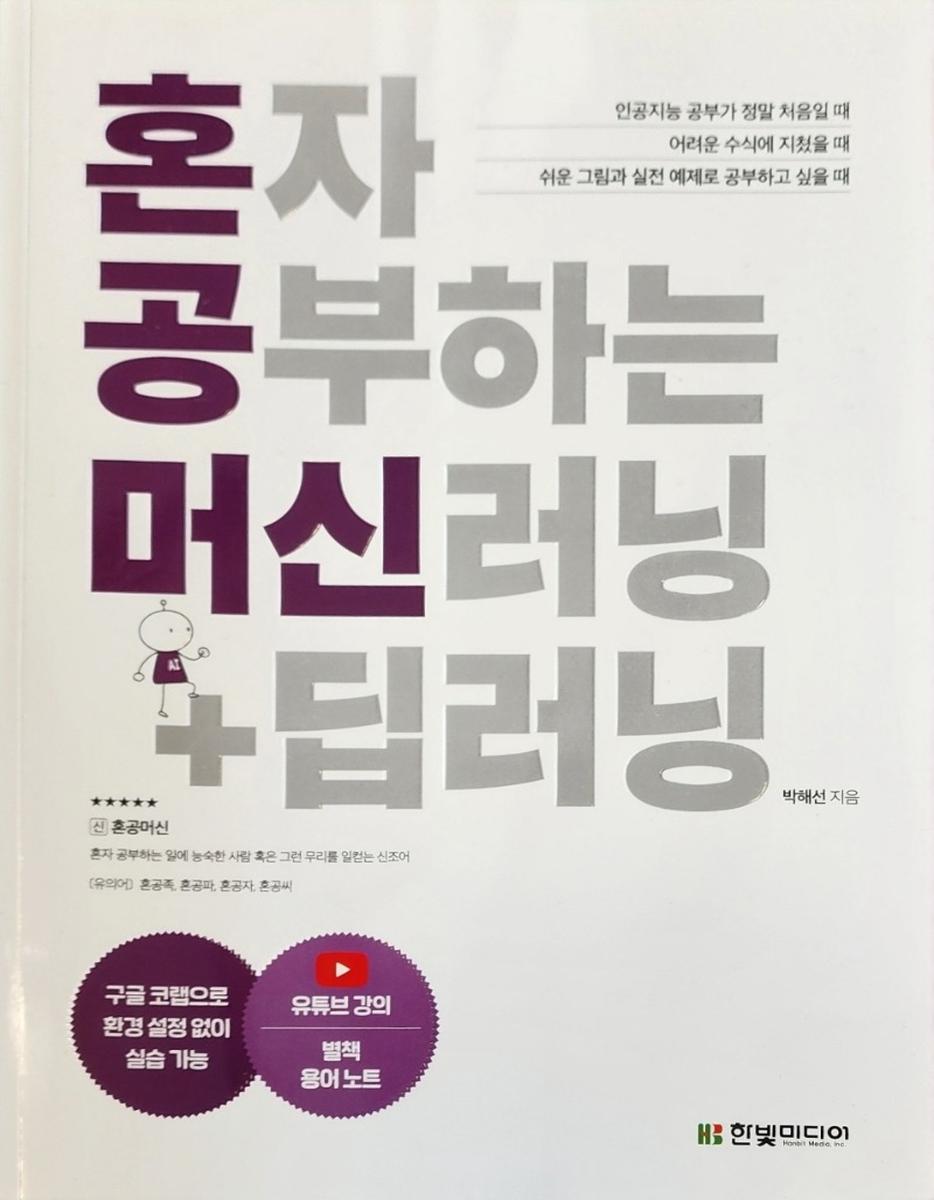 혼자
공부하는
머신러닝
+딥러닝
인공지능 공부가 정말 처음일 때
어려운 수식에 지쳤을 때
쉬운 그림과 실전 예제로 공부하고 싶을 때
AI
박해선 지음
★★★★★
신 혼공머신
혼자 공부하는 일에 능숙한 사람 혹은 그런 무리를 일컫는 신조어
[유의어] 혼공족, 혼공파, 혼공자, 혼공씨
구글 코랩으로
환경 설정 없이
실습 가능
유튜브 강의
별책
용어 노트
HB 한빛미디어
Hanbit Media, Inc.